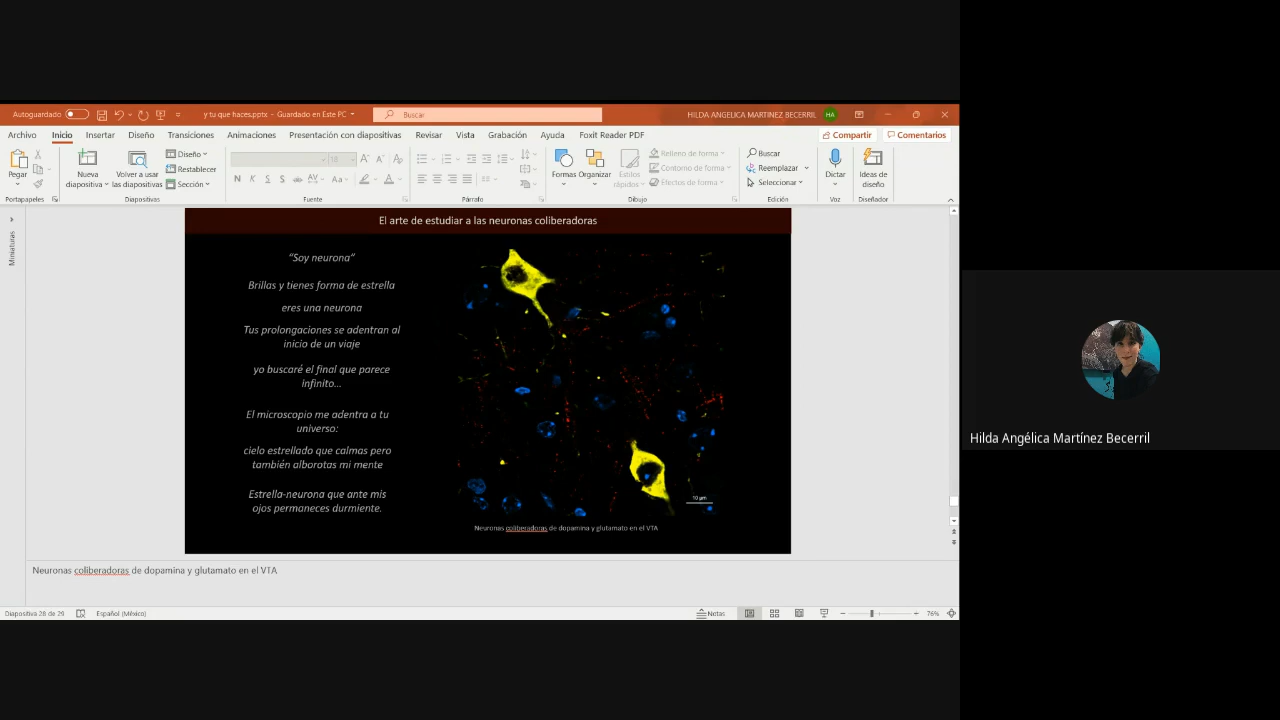 Autoguardado
y tu que haces.pptx - Guardado en Este PC
Buscar
HILDA ANGELICA MARTINEZ BECERRIL
HA
Archivo Inicio Insertar Diseño Transiciones Animaciones Presentación con diapositivas Revisar Vista Grabación Ayuda Foxit Reader PDF
Compartir Comentarios
Pegar
Nueva diapositiva
Volver a usar las diapositivas
Diseño
Restablecer
Sección
18
N K S ab AV Aa A
Formas
Organizar
Estilos rápidos
Relleno de forma
Contorno de forma
Efectos de forma
Buscar
Reemplazar
Seleccionar
Dictar
Ideas de diseño
Portapapeles Diapositivas Fuente Párrafo Dibujo Edición Voz Diseñador
Miniaturas
El arte de estudiar a las neuronas coliberadoras
“Soy neurona”
Brillas y tienes forma de estrella
eres una neurona
Tus prolongaciones se adentran al
inicio de un viaje
yo buscaré el final que parece
infinito...
El microscopio me adentra a tu
universo:
cielo estrellado que calmas pero
también alborotas mi mente
Estrella-neurona que ante mis
ojos permaneces durmiente.
10 µm
Neuronas coliberadoras de dopamina y glutamato en el VTA
Neuronas coliberadoras de dopamina y glutamato en el VTA
Diapositiva 28 de 29
Español (México)
Notas
76%
Hilda Angélica Martínez Becerril